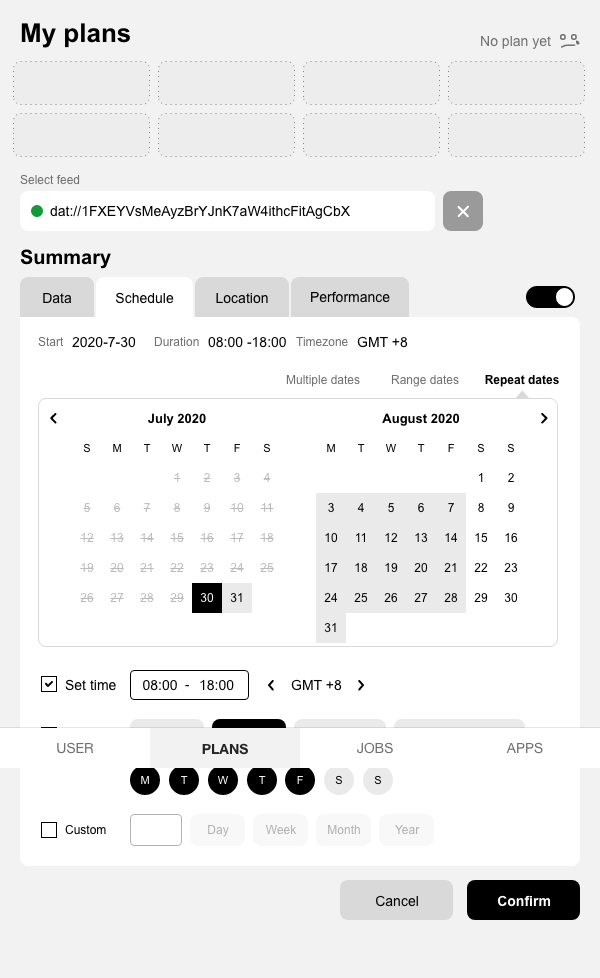 My plans
No plan yet
Select feed
dat://1FXEYVsMeAyzBrYJnK7aW4ithcFitAgCbX
Summary
Data Schedule Location Performance
Start 2020-7-30 Duration 08:00 -18:00 Timezone GMT +8
Multiple dates Range dates Repeat dates
July 2020 August 2020
S M T W T F S M T W T F S S
1 2 3 4 1 2
5 6 7 8 9 10 11 3 4 5 6 7 8 9
12 13 14 15 16 17 18 10 11 12 13 14 15 16
19 20 21 22 23 24 25 17 18 19 20 21 22 23
26 27 28 29 30 31 24 25 26 27 28 29 30
31
Set time 08:00 - 18:00 GMT +8
USER PLANS JOBS APPS
M T W T F S S
Custom Day Week Month Year
Cancel Confirm